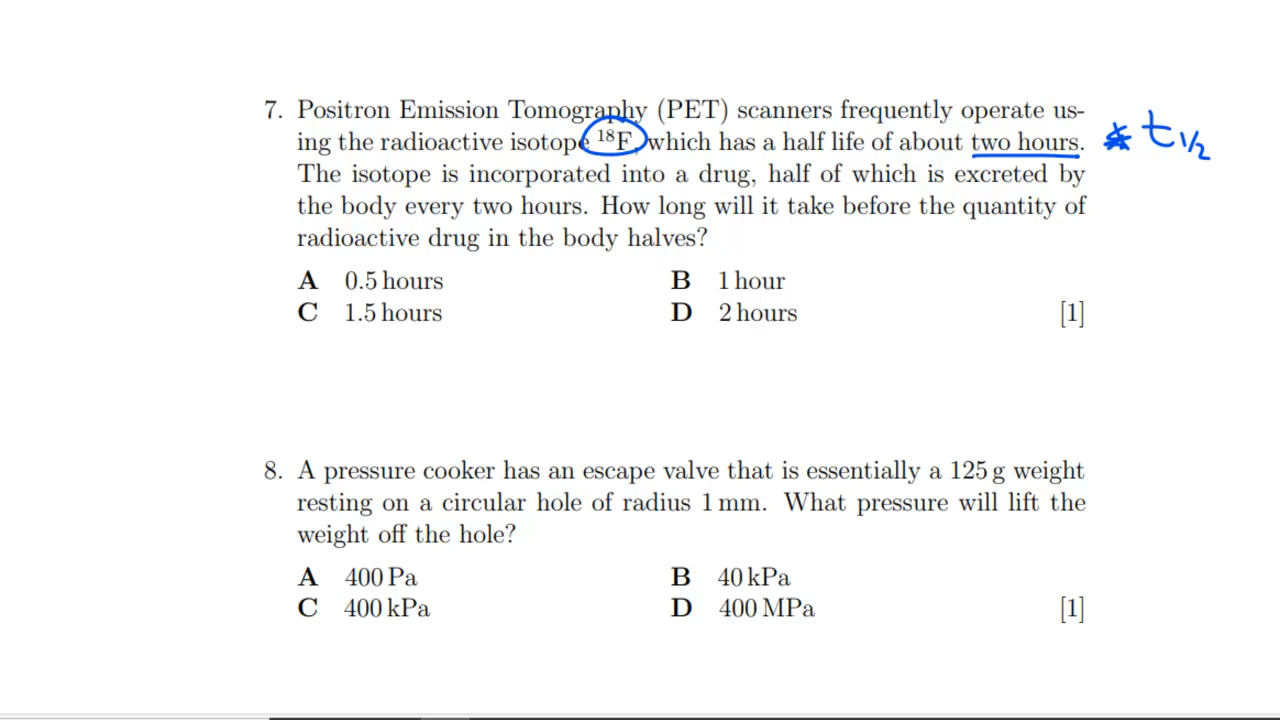 7. Positron Emission Tomography (PET) scanners frequently operate us-
ing the radioactive isotope ¹⁸F, which has a half life of about two hours. * t 1/2
The isotope is incorporated into a drug, half of which is excreted by
the body every two hours. How long will it take before the quantity of
radioactive drug in the body halves?
A 0.5 hours B 1 hour
C 1.5 hours D 2 hours [1]
8. A pressure cooker has an escape valve that is essentially a 125 g weight
resting on a circular hole of radius 1 mm. What pressure will lift the
weight off the hole?
A 400 Pa B 40 kPa
C 400 kPa D 400 MPa [1]